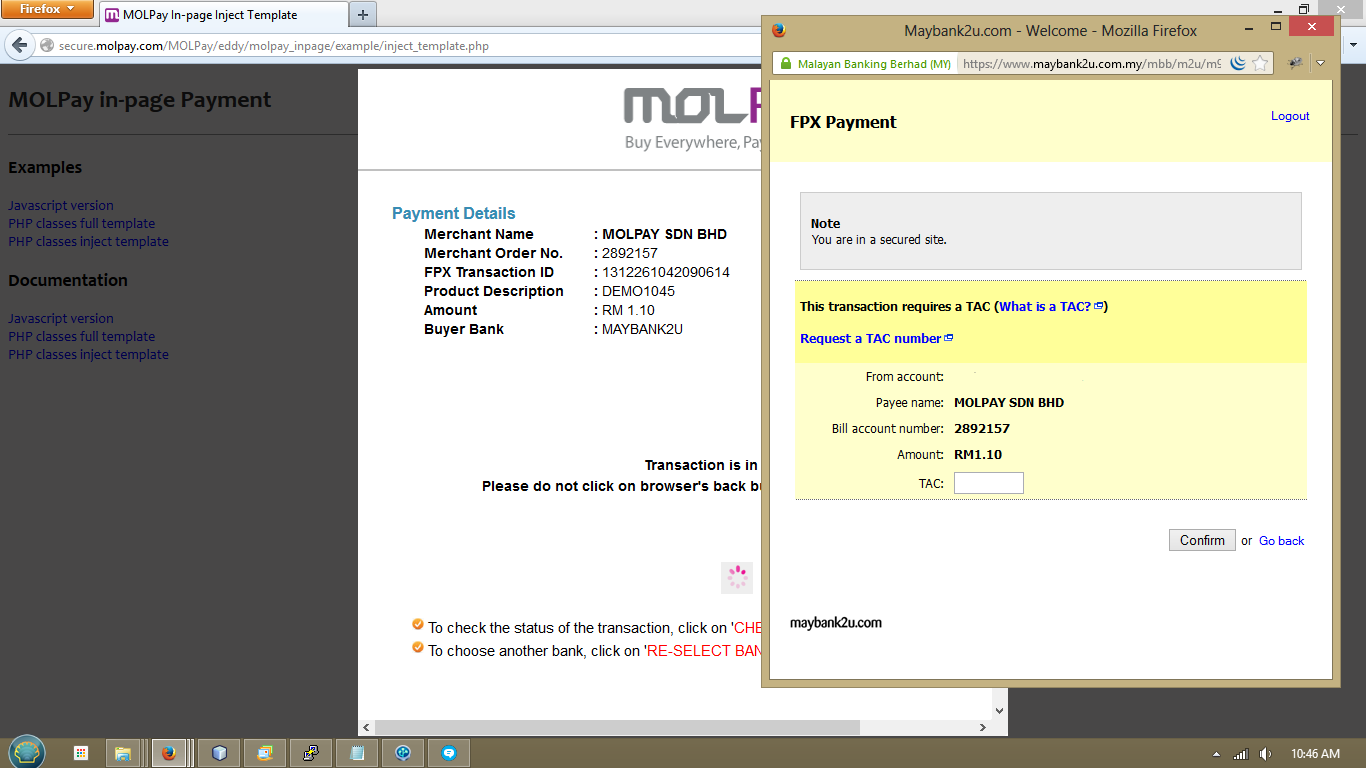 Firefox
MOLPay In-page Inject Template
secure.molpay.com/MOLPay/eddy/molpay_inpage/example/inject_template.php
MOLPay in-page Payment
Examples
Javascript version
PHP classes full template
PHP classes inject template
Documentation
Javascript version
PHP classes full template
PHP classes inject template
MOLP
Buy Everywhere, Pay
Payment Details
Merchant Name : MOLPAY SDN BHD
Merchant Order No. : 2892157
FPX Transaction ID : 1312261042090614
Product Description : DEMO1045
Amount : RM 1.10
Buyer Bank : MAYBANK2U
Transaction is in
Please do not click on browser's back bu
To check the status of the transaction, click on 'CHE
To choose another bank, click on 'RE-SELECT BAN
Maybank2u.com - Welcome - Mozilla Firefox
Malayan Banking Berhad (MY) https://www.maybank2u.com.my/mbb/m2u/m9
FPX Payment
Logout
Note
You are in a secured site.
This transaction requires a TAC (What is a TAC? )
Request a TAC number
From account:
Payee name: MOLPAY SDN BHD
Bill account number: 2892157
Amount: RM1.10
TAC:
Confirm or Go back
maybank2u.com
10:46 AM